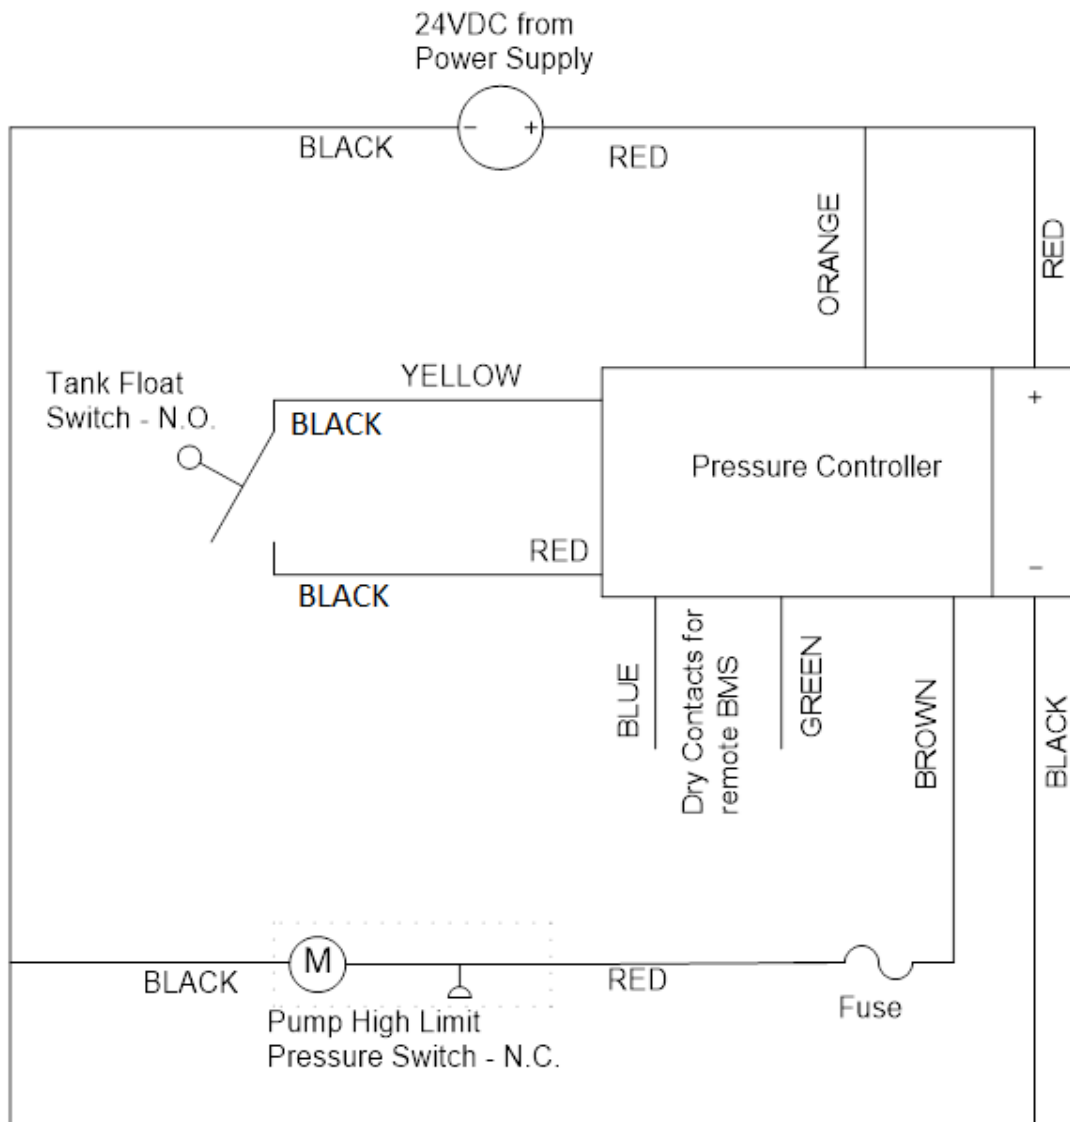 24VDC from
Power Supply
−
+
BLACK
RED
ORANGE
RED
Tank Float
Switch - N.O.
YELLOW
BLACK
+
Pressure Controller
RED
−
BLACK
BLUE
Dry Contacts for
remote BMS
GREEN
BROWN
BLACK
M
BLACK
RED
Fuse
Pump High Limit
Pressure Switch - N.C.